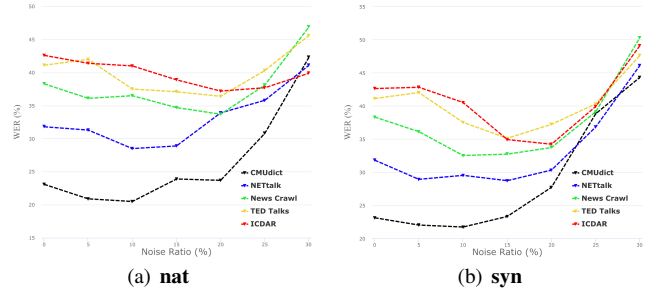 50
45
40
35
30
25
20
15
WER (%)
0 5 10 15 20 25 30
Noise Ratio (%)
CMUdict
NETtalk
News Crawl
TED Talks
ICDAR
(a) nat
55
50
45
40
35
30
25
20
WER (%)
0 5 10 15 20 25 30
Noise Ratio (%)
CMUdict
NETtalk
News Crawl
TED Talks
ICDAR
(b) syn